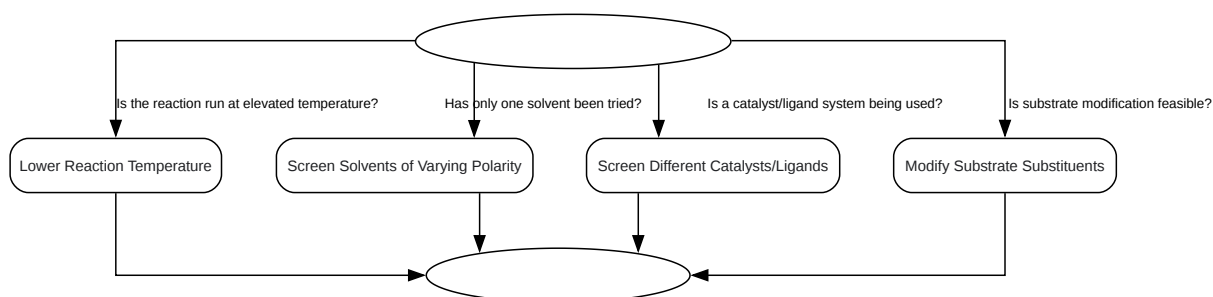 Is the reaction run at elevated temperature?
Has only one solvent been tried?
Is a catalyst/ligand system being used?
Is substrate modification feasible?
Lower Reaction Temperature
Screen Solvents of Varying Polarity
Screen Different Catalysts/Ligands
Modify Substrate Substituents